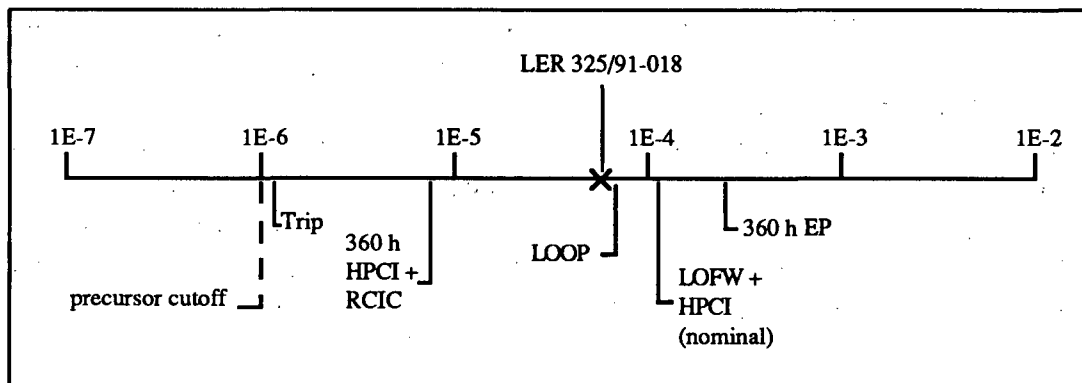 LER 325/91-018
1E-7
1E-6
1E-5
1E-4
1E-3
1E-2
Trip
360 h
HPCI +
RCIC
LOOP
360 h EP
LOFW +
HPCI
(nominal)
precursor cutoff